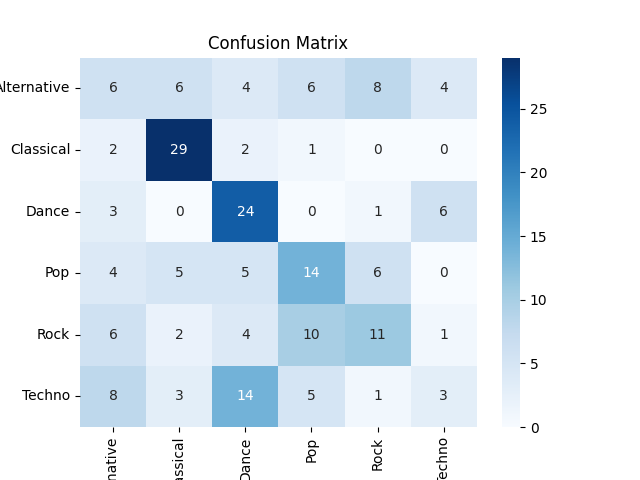 Confusion Matrix
lternative 6 6 4 6 8 4
Classical 2 29 2 1 0 0
Dance 3 0 24 0 1 6
Pop 4 5 5 14 6 0
Rock 6 2 4 10 11 1
Techno 8 3 14 5 1 3
native
assical
Dance
Pop
Rock
echno
25
20
15
10
5
0